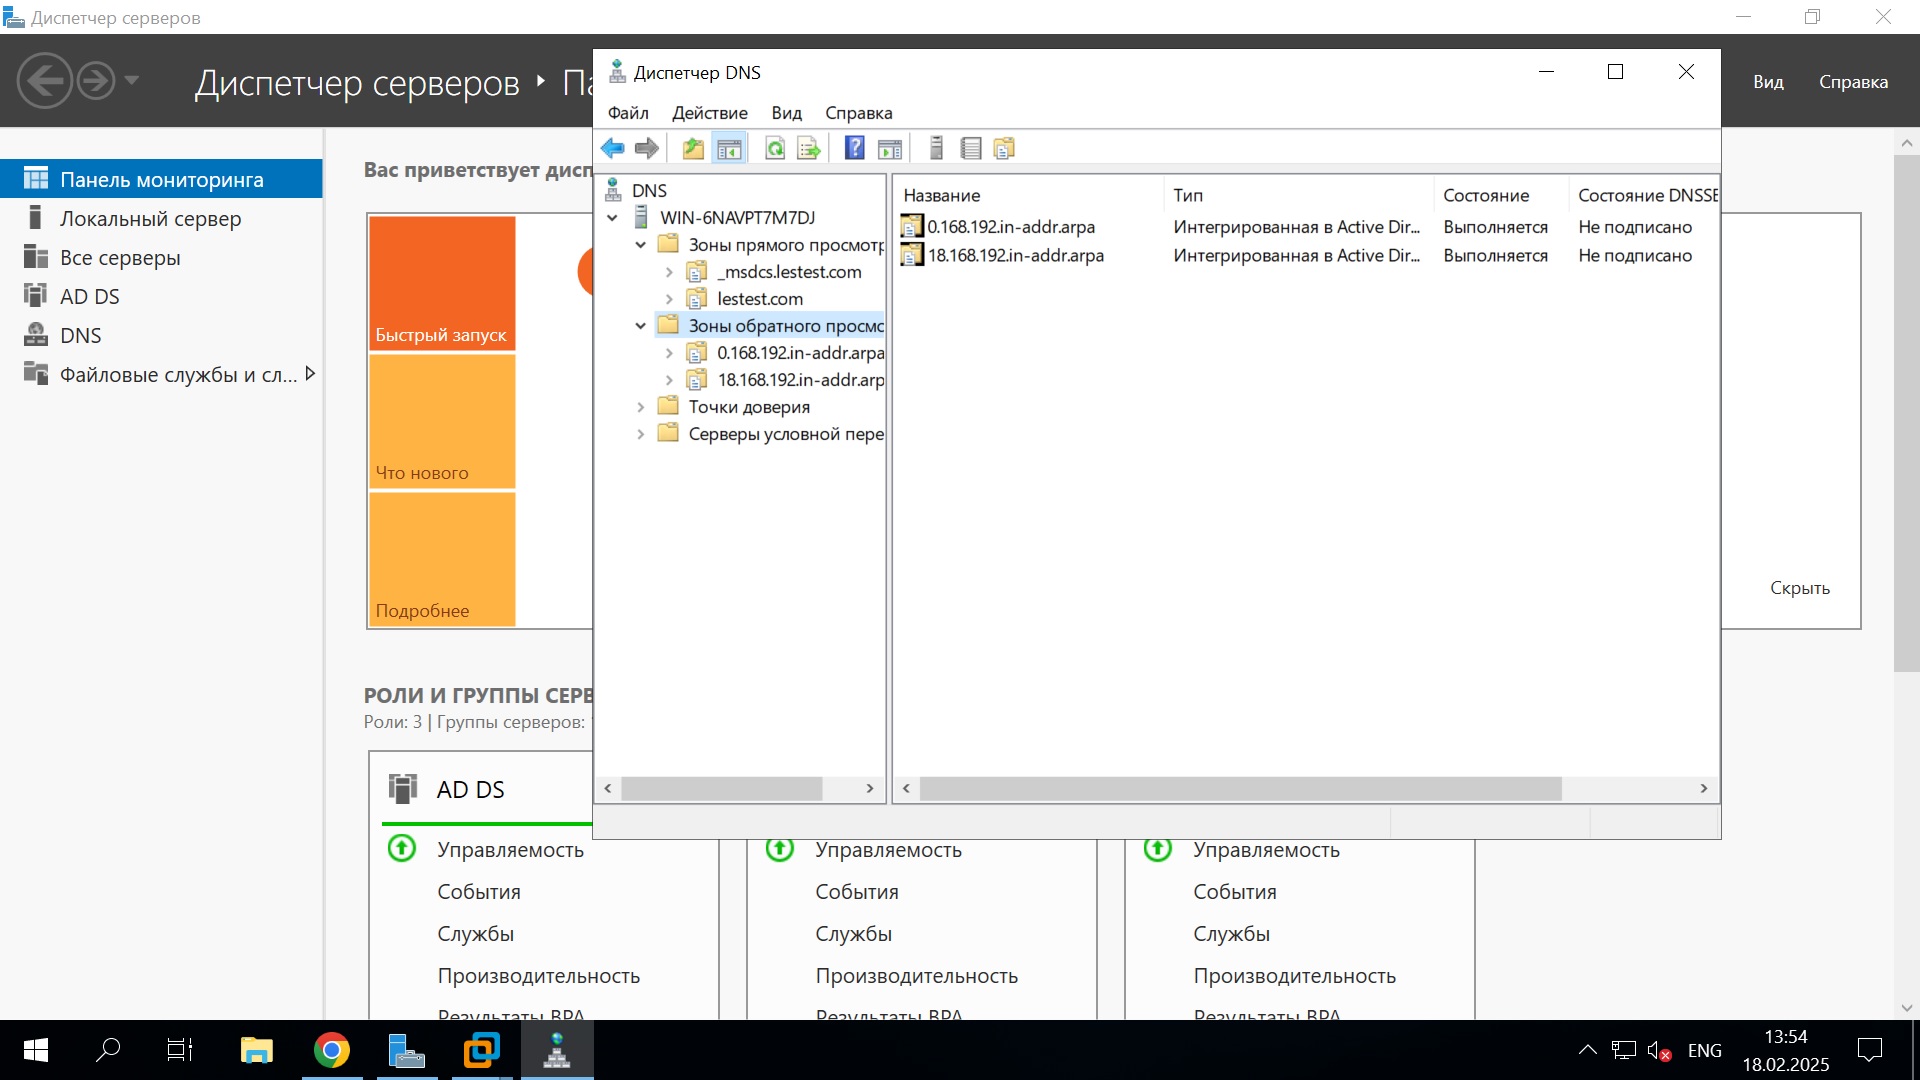 Диспетчер серверов
Диспетчер серверов
Вид
Справка
Панель мониторинга
Локальный сервер
Все серверы
AD DS
DNS
Файловые службы и сл...
Вас приветствует
Быстрый запуск
Что нового
Подробнее
Скрыть
РОЛИ И ГРУППЫ
Роли: 3 | Группы серверов:
Диспетчер DNS
Файл Действие Вид Справка
DNS
WIN-6NAVPT7M7DJ
Зоны прямого просмотр
_msdcs.lestest.com
lestest.com
Зоны обратного просмо
0.168.192.in-addr.arpa
18.168.192.in-addr.arp
Точки доверия
Серверы условной пере
Название Тип Состояние Состояние DNSSE
0.168.192.in-addr.arpa Интегрированная в Active Dir... Выполняется Не подписано
18.168.192.in-addr.arpa Интегрированная в Active Dir... Выполняется Не подписано
AD DS
Управляемость
События
Службы
Производительность
Результаты BPA
Управляемость
События
Службы
Производительность
Результаты BPA
Управляемость
События
Службы
Производительность
Результаты BPA
ENG
13:54
18.02.2025